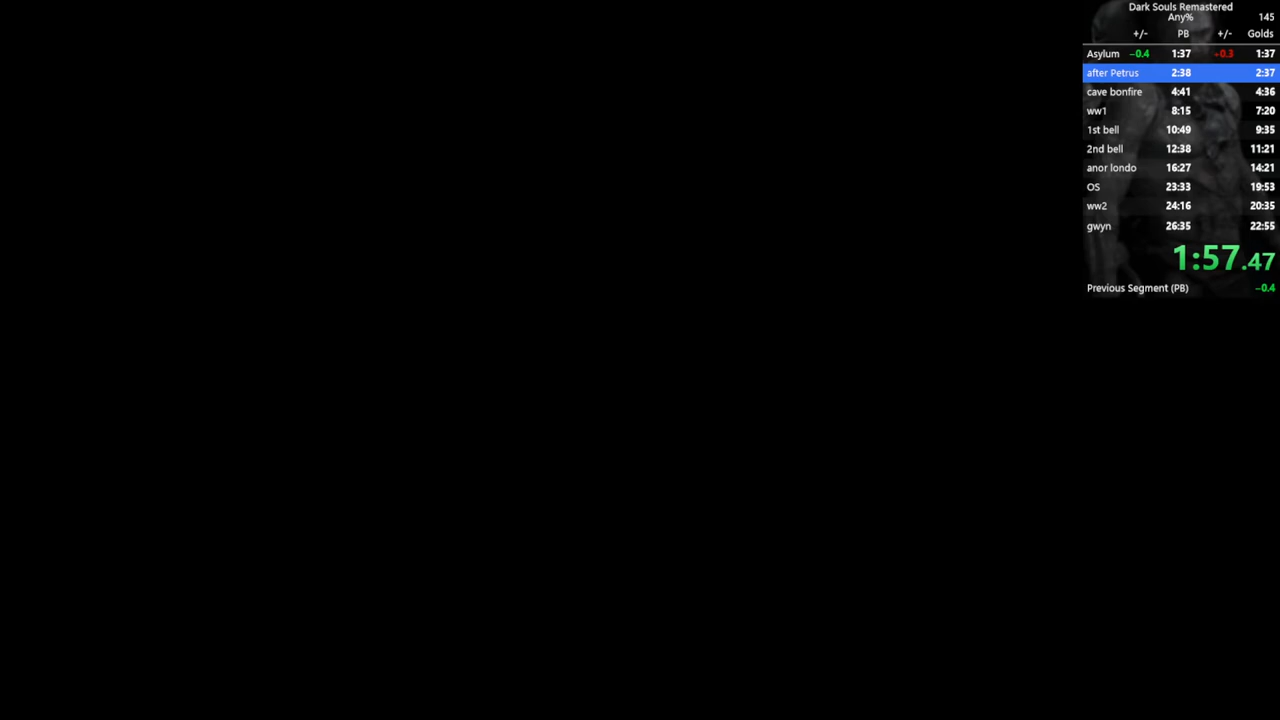 Dark Souls Remastered
Any% 145
+/- PB +/- Golds
Asylum −0.4 1:37 +0.3 1:37
after Petrus 2:38 2:37
cave bonfire 4:41 4:36
ww1 8:15 7:20
1st bell 10:49 9:35
2nd bell 12:38 11:21
anor londo 16:27 14:21
OS 23:33 19:53
ww2 24:16 20:35
gwyn 26:35 22:55
1:57.47
Previous Segment (PB) −0.4